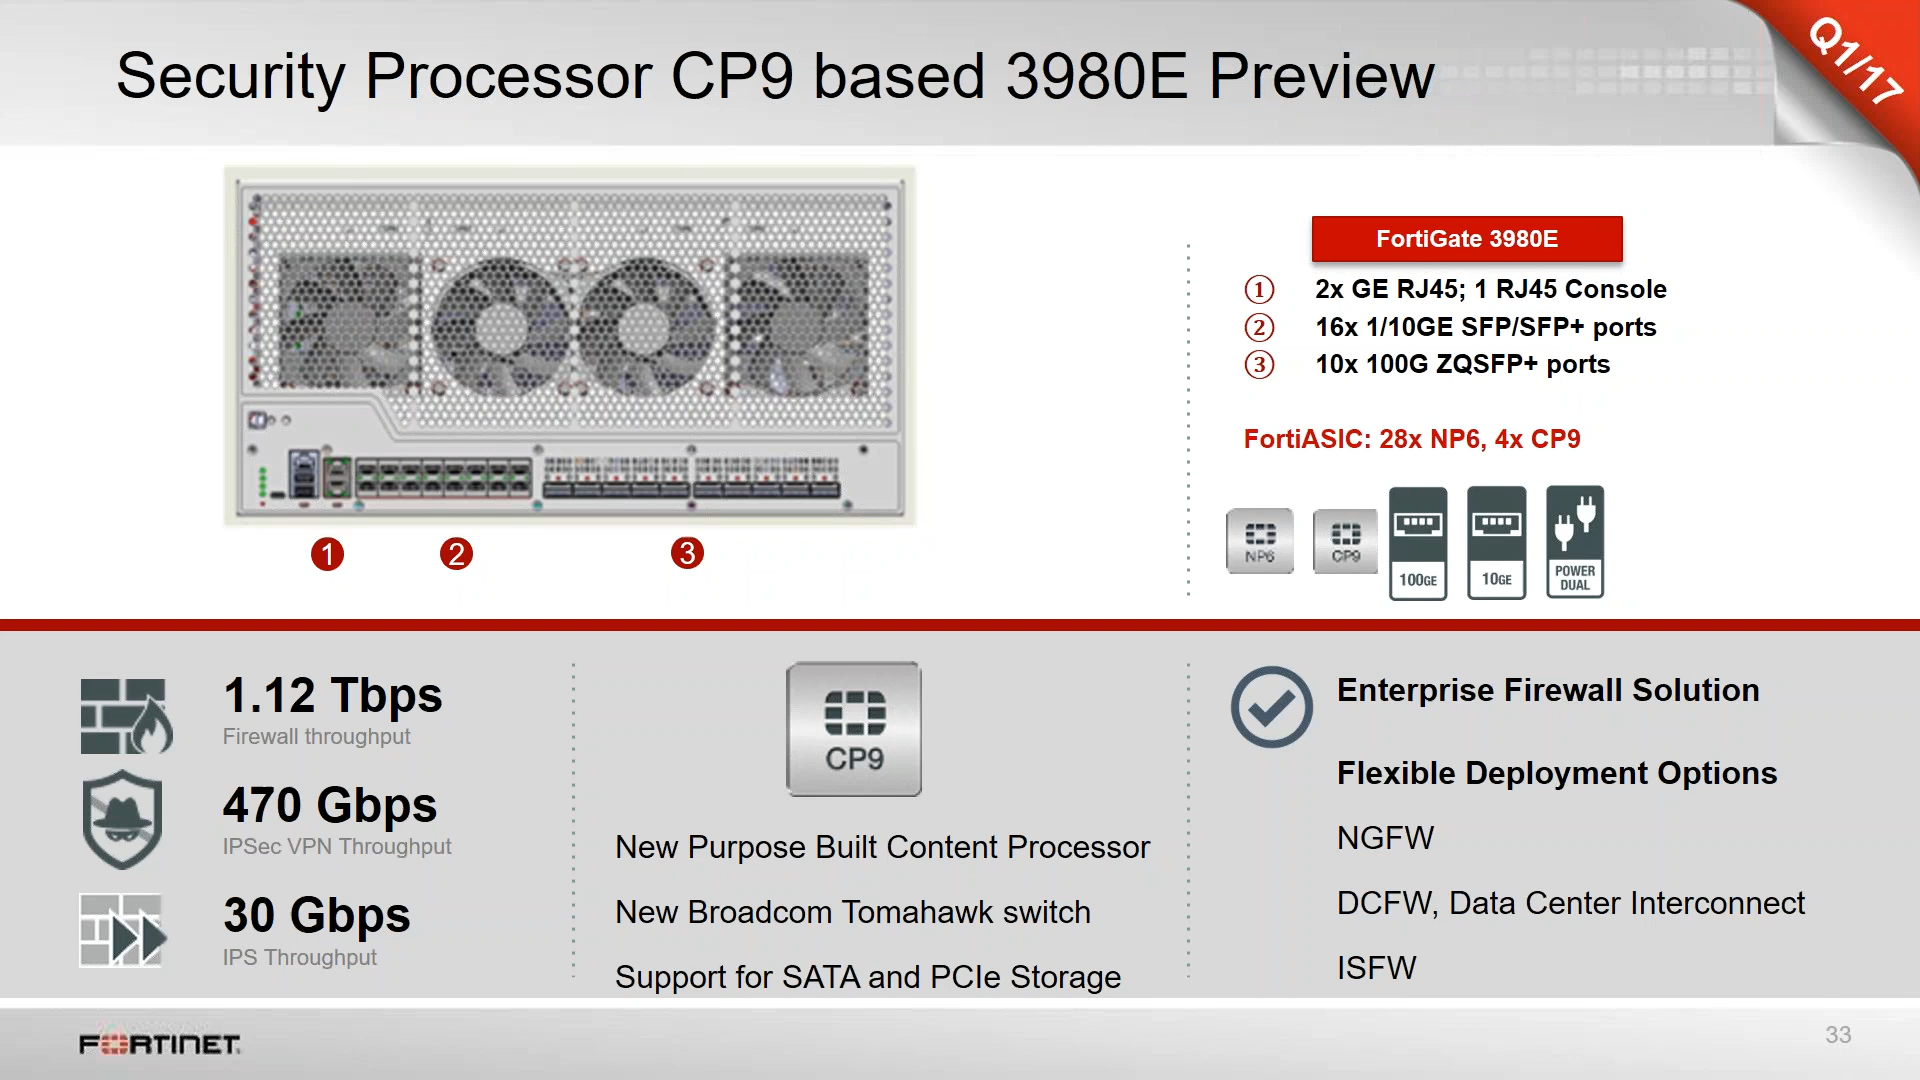 Security Processor CP9 based 3980E Preview
Q1/17
1
2
3
FortiGate 3980E
1 2x GE RJ45; 1 RJ45 Console
2 16x 1/10GE SFP/SFP+ ports
3 10x 100G ZQSFP+ ports
FortiASIC: 28x NP6, 4x CP9
NP6
CP9
100GE
10GE
POWER
DUAL
1.12 Tbps
Firewall throughput
470 Gbps
IPSec VPN Throughput
30 Gbps
IPS Throughput
CP9
New Purpose Built Content Processor
New Broadcom Tomahawk switch
Support for SATA and PCIe Storage
Enterprise Firewall Solution
Flexible Deployment Options
NGFW
DCFW, Data Center Interconnect
ISFW
FORTINET
33